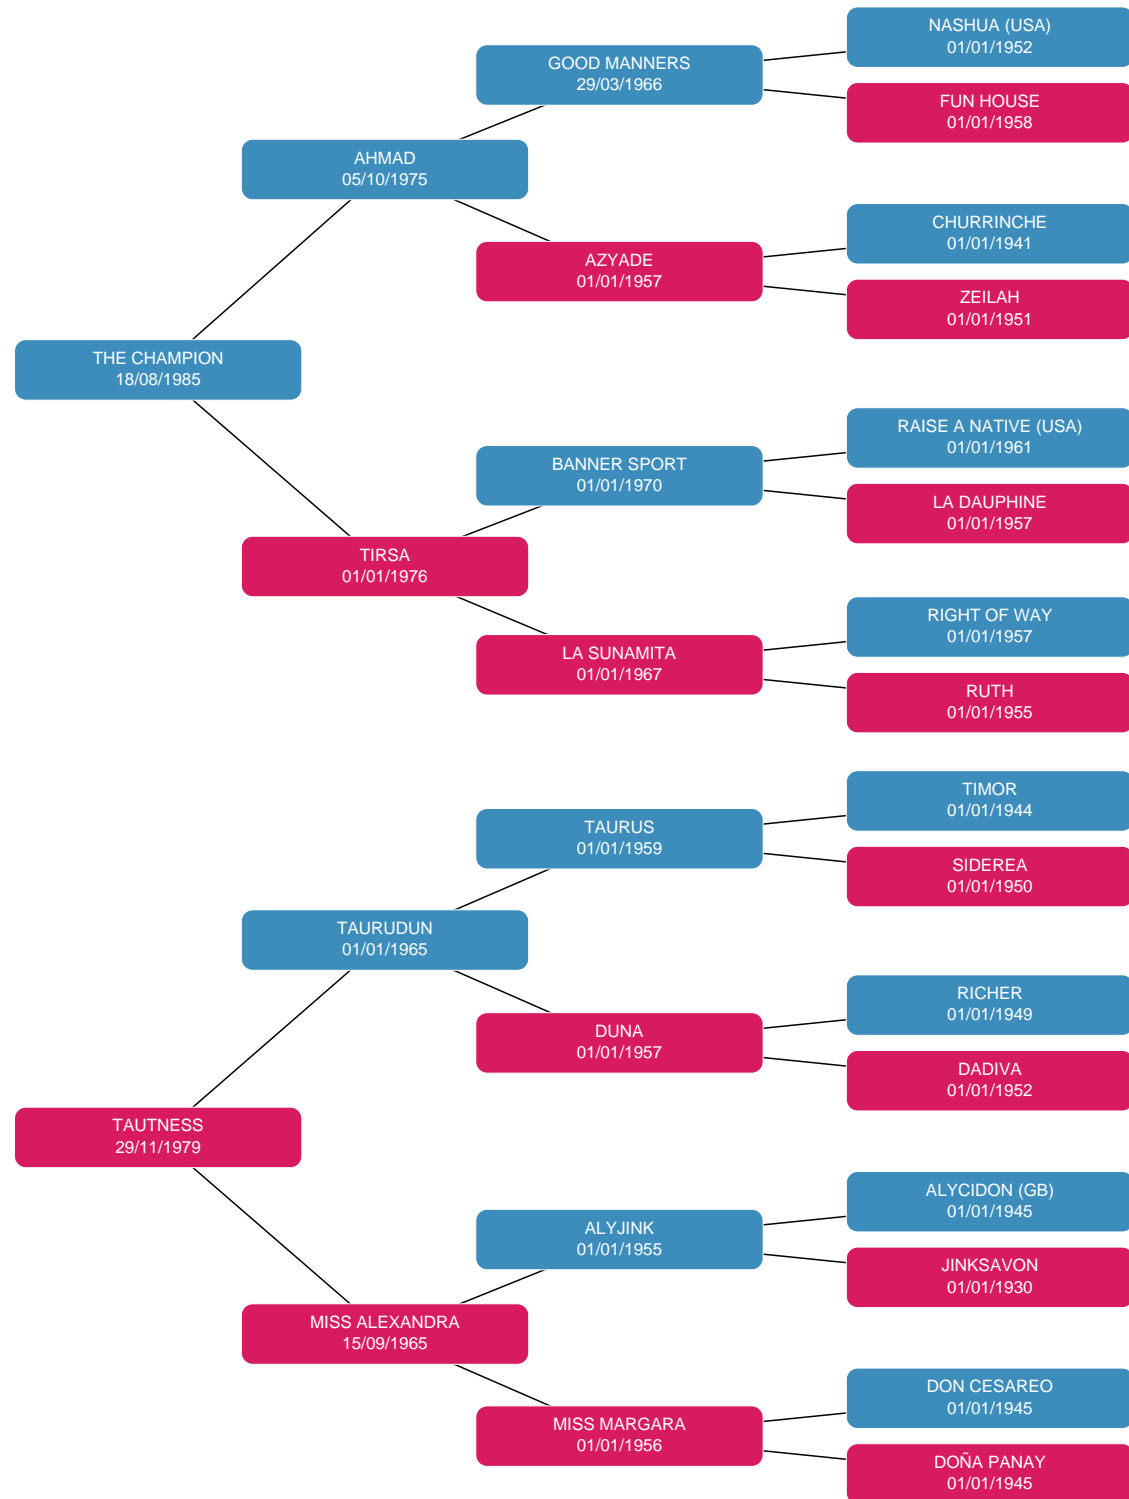 NASHUA (USA)
01/01/1952
GOOD MANNERS
29/03/1966
FUN HOUSE
01/01/1958
AHMAD
05/10/1975
CHURRINCHE
01/01/1941
AZYADE
01/01/1957
ZEILAH
01/01/1951
THE CHAMPION
18/08/1985
RAISE A NATIVE (USA)
01/01/1961
BANNER SPORT
01/01/1970
LA DAUPHINE
01/01/1957
TIRSA
01/01/1976
RIGHT OF WAY
01/01/1957
LA SUNAMITA
01/01/1967
RUTH
01/01/1955
TIMOR
01/01/1944
TAURUS
01/01/1959
SIDEREA
01/01/1950
TAURUDUN
01/01/1965
RICHER
01/01/1949
DUNA
01/01/1957
DADIVA
01/01/1952
TAUTNESS
29/11/1979
ALYCIDON (GB)
01/01/1945
ALYJINK
01/01/1955
JINKSAVON
01/01/1930
MISS ALEXANDRA
15/09/1965
DON CESAREO
01/01/1945
MISS MARGARA
01/01/1956
DOÑA PANAY
01/01/1945